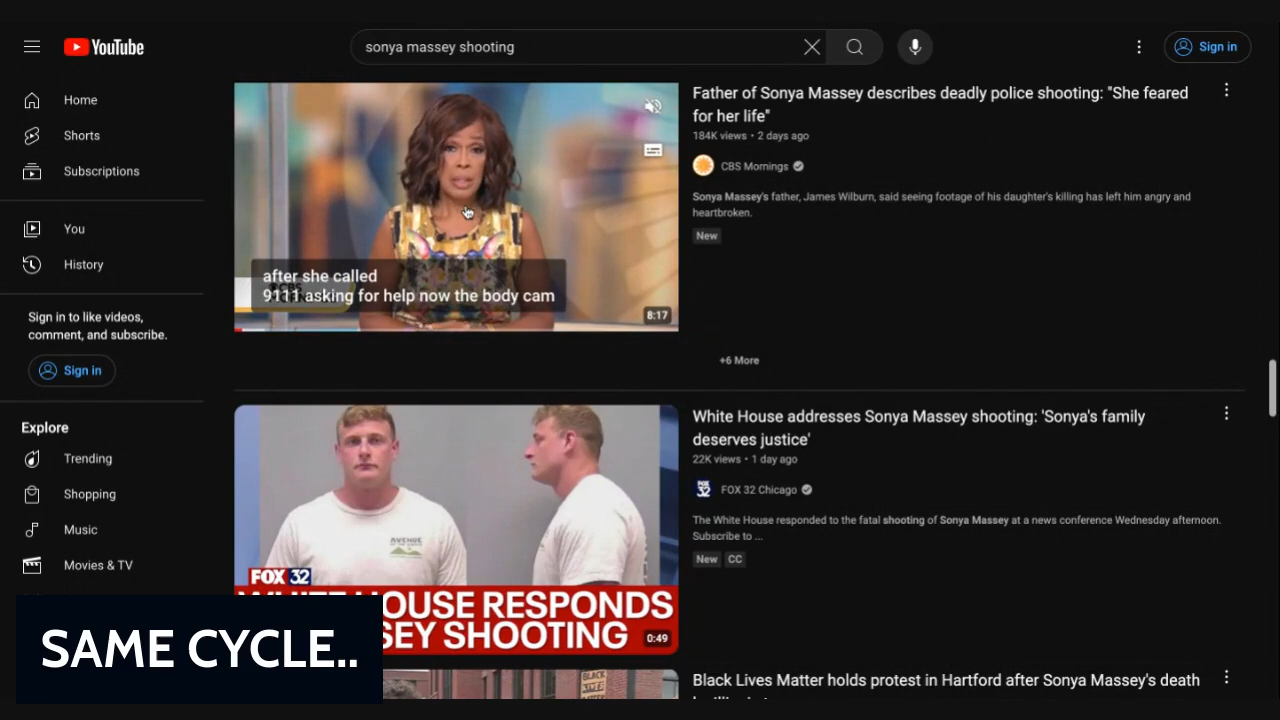 YouTube
sonya massey shooting
Sign in
Home
Shorts
Subscriptions
You
History
Sign in to like videos,
comment, and subscribe.
Sign in
Explore
Trending
Shopping
Music
Movies & TV
after she called
9111 asking for help now the body cam
8:17
Father of Sonya Massey describes deadly police shooting: "She feared
for her life"
184K views • 2 days ago
CBS Mornings
Sonya Massey's father, James Wilburn, said seeing footage of his daughter's killing has left him angry and
heartbroken.
New
+6 More
AVENUE
FOX 32
HOUSE RESPONDS
SEY SHOOTING
0:49
White House addresses Sonya Massey shooting: 'Sonya's family
deserves justice'
22K views • 1 day ago
FOX 32
FOX 32 Chicago
The White House responded to the fatal shooting of Sonya Massey at a news conference Wednesday afternoon.
Subscribe to ...
New
CC
BLACK
LIVES
Black Lives Matter holds protest in Hartford after Sonya Massey's death
SAME CYCLE..